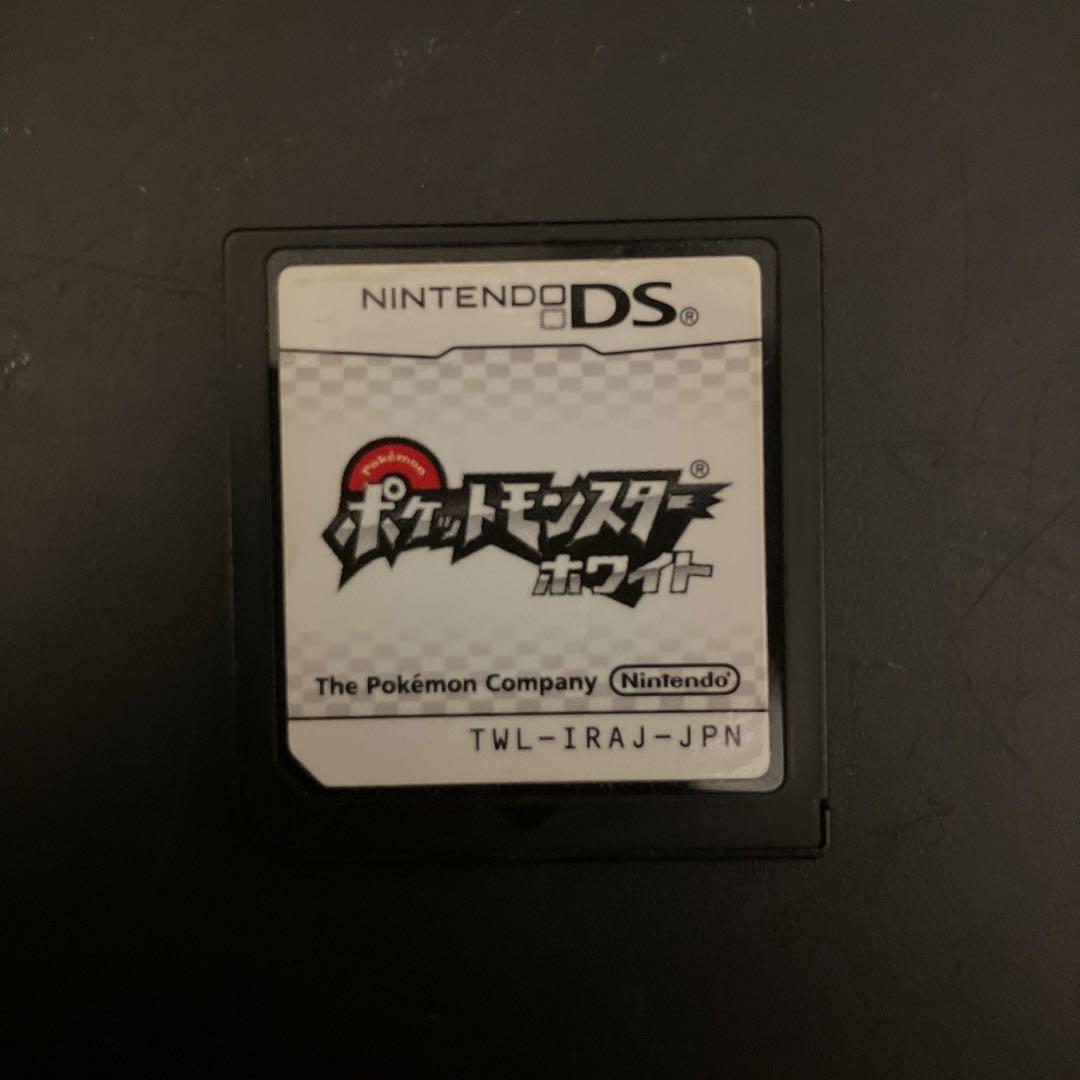 NINTENDO DS®
Pokémon
ポケットモンスター®
ホワイト
The Pokémon Company Nintendo®
TWL-IRAJ-JPN